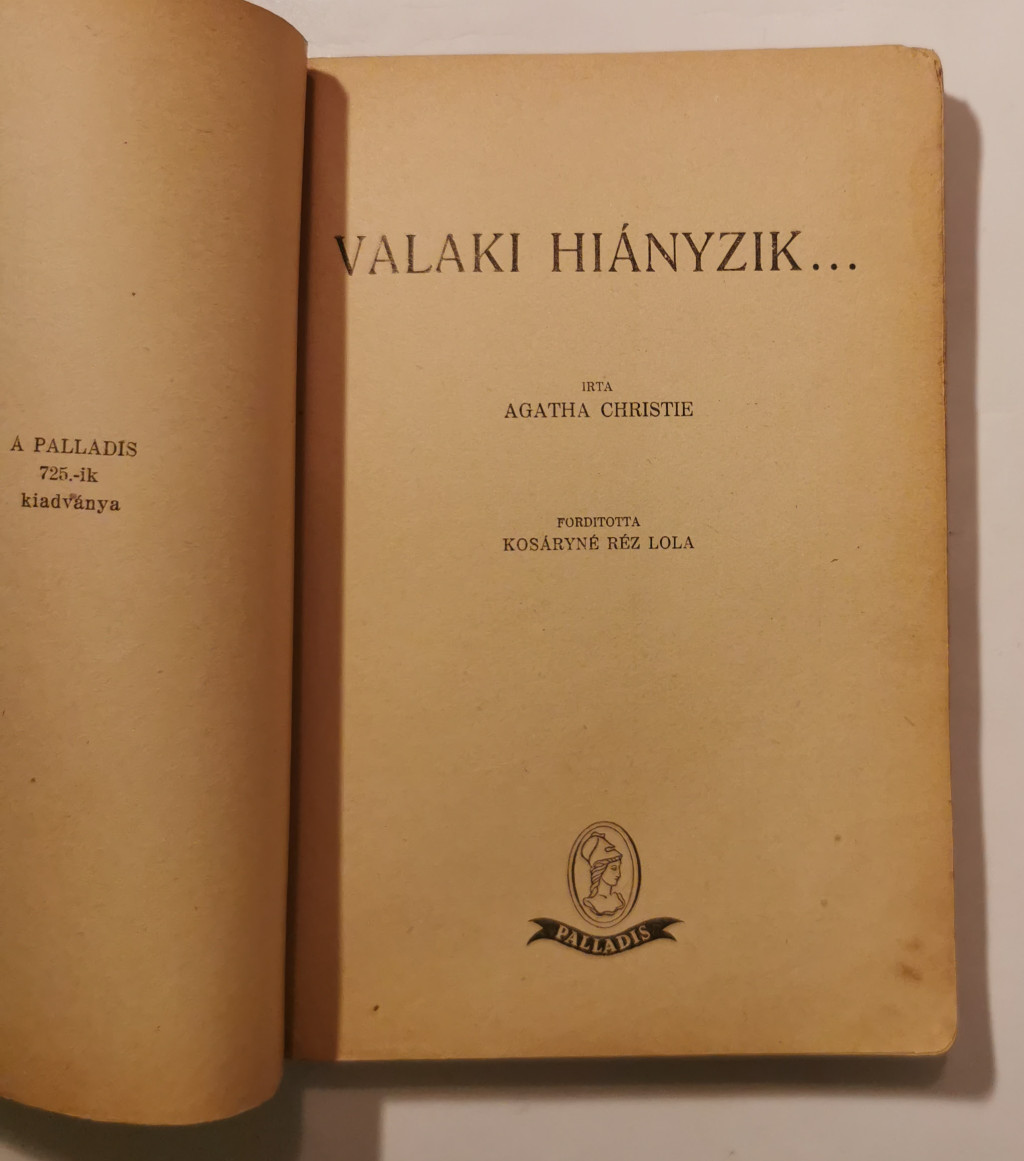 A PALLADIS
725.-ik
kiadványa
VALAKI HIÁNYZIK...
IRTA
AGATHA CHRISTIE
FORDITOTTA
KOSÁRYNÉ RÉZ LOLA
PALLADIS